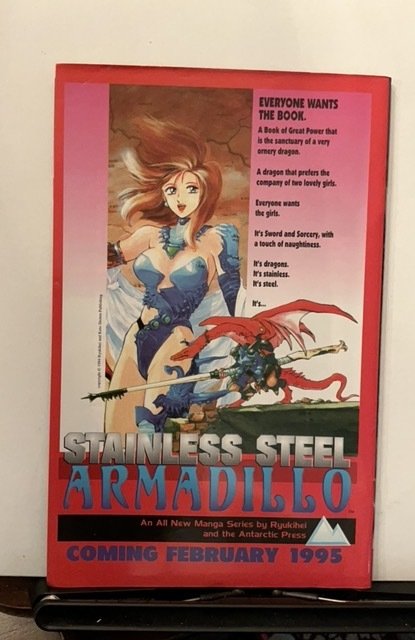 EVERYONE WANTS
THE BOOK.
A Book of Great Power that
is the sanctuary of a very
ornery dragon.
A dragon that prefers the
company of two lovely girls.
Everyone wants
the girls.
It's Sword and Sorcery, with
a touch of naughtiness.
It's dragons.
It's stainless.
It's steel.
It's...
STAINLESS STEEL
ARMADILLO
An All New Manga Series by Ryukihei
and the Antarctic Press
COMING FEBRUARY 1995